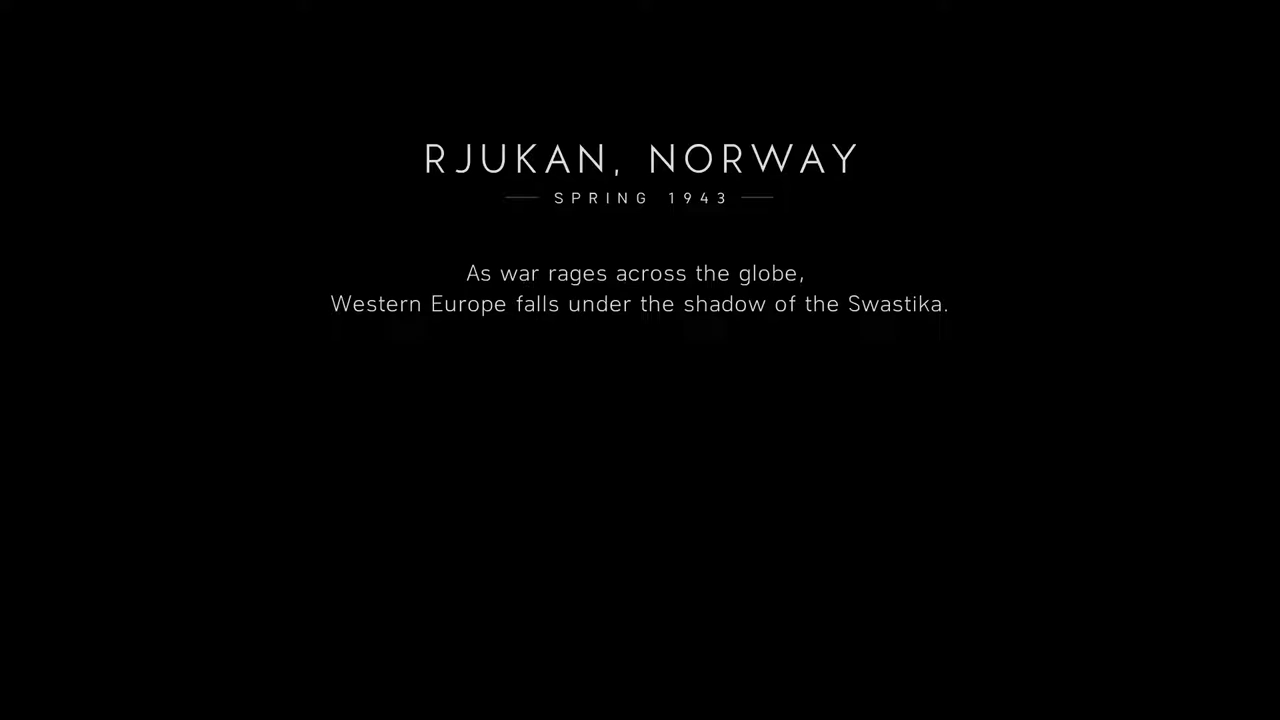 RJUKAN, NORWAY
SPRING 1943
As war rages across the globe,
Western Europe falls under the shadow of the Swastika.